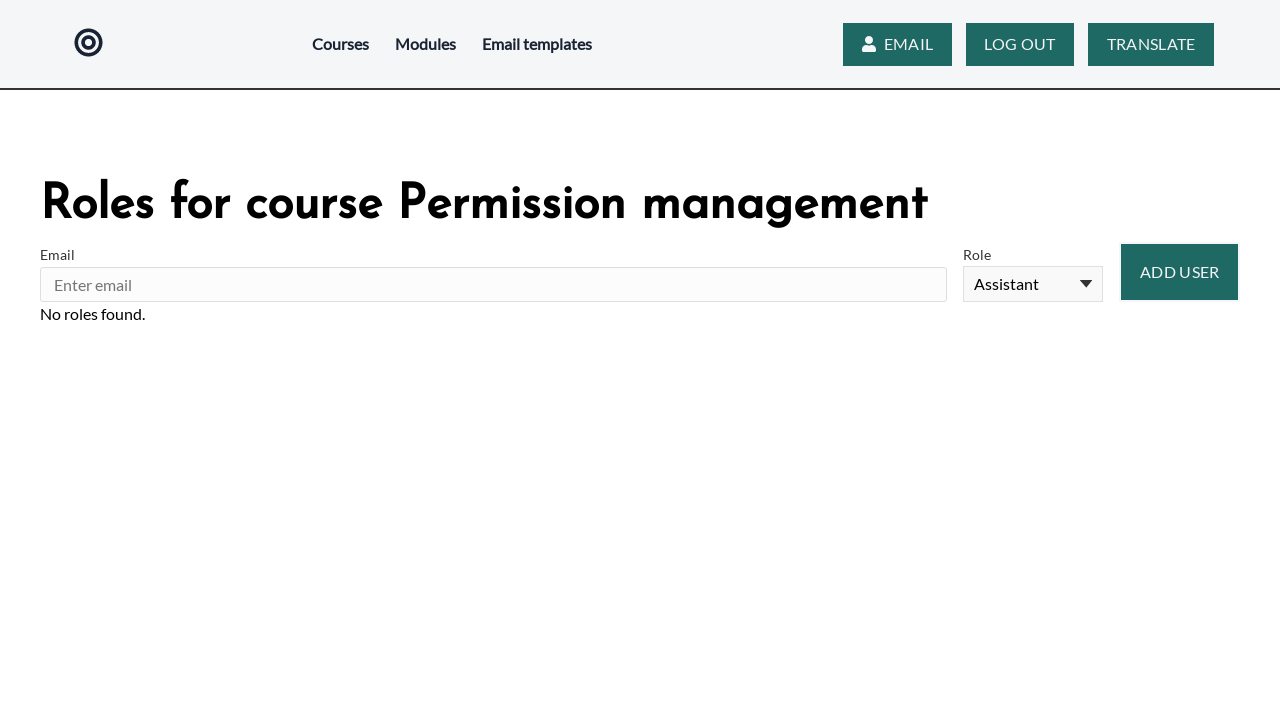 Courses Modules Email templates EMAIL LOG OUT TRANSLATE
Roles for course Permission management
Email Role
Enter email Assistant ADD USER
No roles found.